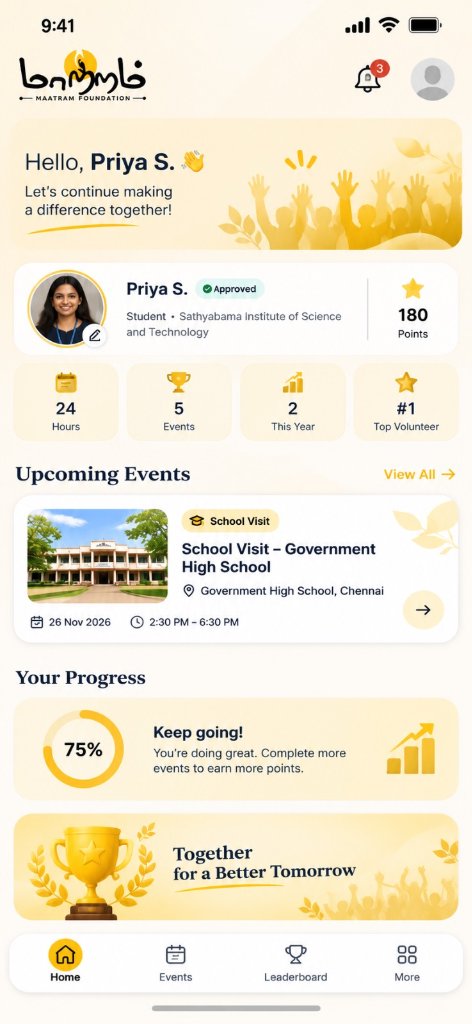 9:41
மாற்றம்
MAATRAM FOUNDATION
3
Hello, Priya S.
Let's continue making
a difference together!
Priya S.
Approved
Student • Sathyabama Institute of Science
and Technology
180
Points
24
Hours
5
Events
2
This Year
#1
Top Volunteer
Upcoming Events
View All →
School Visit
School Visit – Government
High School
Government High School, Chennai
26 Nov 2026
2:30 PM – 6:30 PM
Your Progress
75%
Keep going!
You're doing great. Complete more
events to earn more points.
Together
for a Better Tomorrow
Home
Events
Leaderboard
More